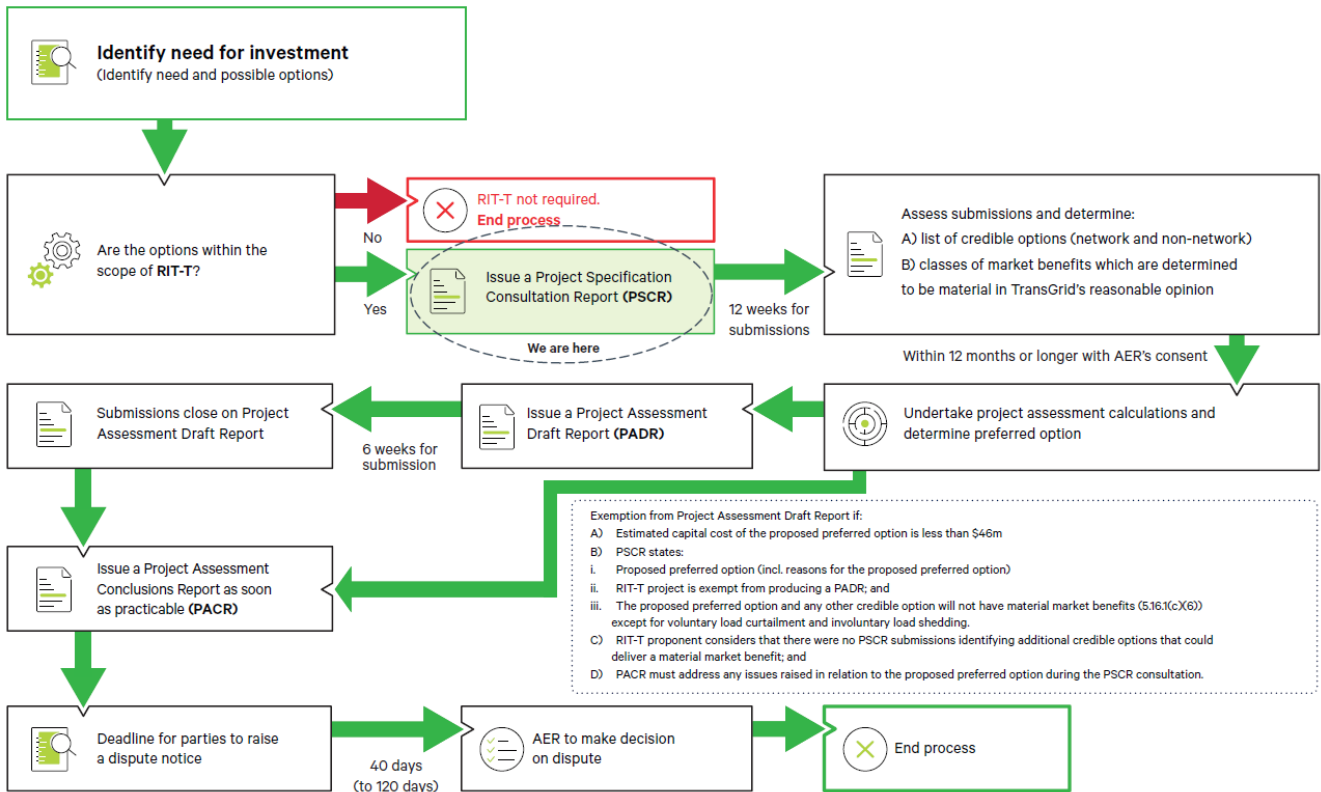 Identify need for investment
(Identify need and possible options)
Are the options within the
scope of RIT-T?
No
Yes
RIT-T not required.
End process
Issue a Project Specification
Consultation Report (PSCR)
We are here
12 weeks for
submissions
Assess submissions and determine:
A) list of credible options (network and non-network)
B) classes of market benefits which are determined
to be material in TransGrid’s reasonable opinion
Within 12 months or longer with AER’s consent
Undertake project assessment calculations and
determine preferred option
Issue a Project Assessment
Draft Report (PADR)
6 weeks for
submission
Submissions close on Project
Assessment Draft Report
Exemption from Project Assessment Draft Report if:
A) Estimated capital cost of the proposed preferred option is less than $46m
B) PSCR states:
i. Proposed preferred option (incl. reasons for the proposed preferred option)
ii. RIT-T project is exempt from producing a PADR; and
iii. The proposed preferred option and any other credible option will not have material market benefits (5.16.1(c)(6))
except for voluntary load curtailment and involuntary load shedding.
C) RIT-T proponent considers that there were no PSCR submissions identifying additional credible options that could
deliver a material market benefit; and
D) PACR must address any issues raised in relation to the proposed preferred option during the PSCR consultation.
Issue a Project Assessment
Conclusions Report as soon
as practicable (PACR)
Deadline for parties to raise
a dispute notice
40 days
(to 120 days)
AER to make decision
on dispute
End process